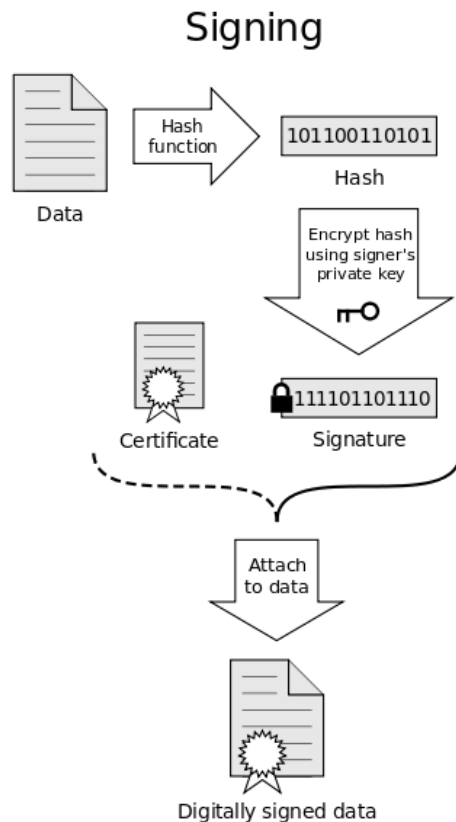 Signing
Hash
function
101100110101
Data
Hash
Encrypt hash
using signer's
private key
111101101110
Certificate
Signature
Attach
to data
Digitally signed data